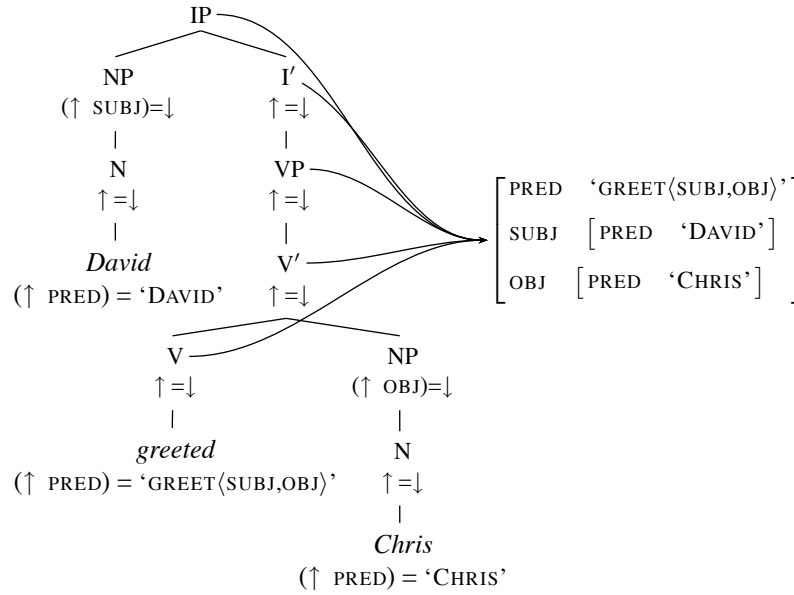 IP
NP I′
(↑ SUBJ)=↓ ↑=↓
N VP
↑=↓ ↑=↓
David V′
(↑ PRED) = ‘DAVID’ ↑=↓
V NP
↑=↓ (↑ OBJ)=↓
greeted N
(↑ PRED) = ‘GREET⟨SUBJ,OBJ⟩’ ↑=↓
Chris
(↑ PRED) = ‘CHRIS’
PRED ‘GREET⟨SUBJ,OBJ⟩’
SUBJ [PRED ‘DAVID’]
OBJ [PRED ‘CHRIS’]